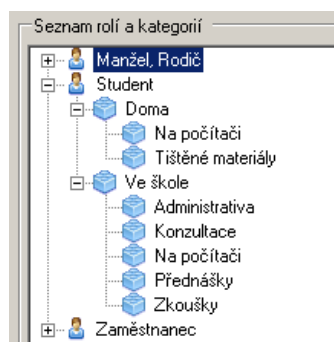 Seznam rolí a kategorií
Manžel, Rodič
Student
Doma
Na počítači
Tištěné materiály
Ve škole
Administrativa
Konzultace
Na počítači
Přednášky
Zkoušky
Zaměstnanec